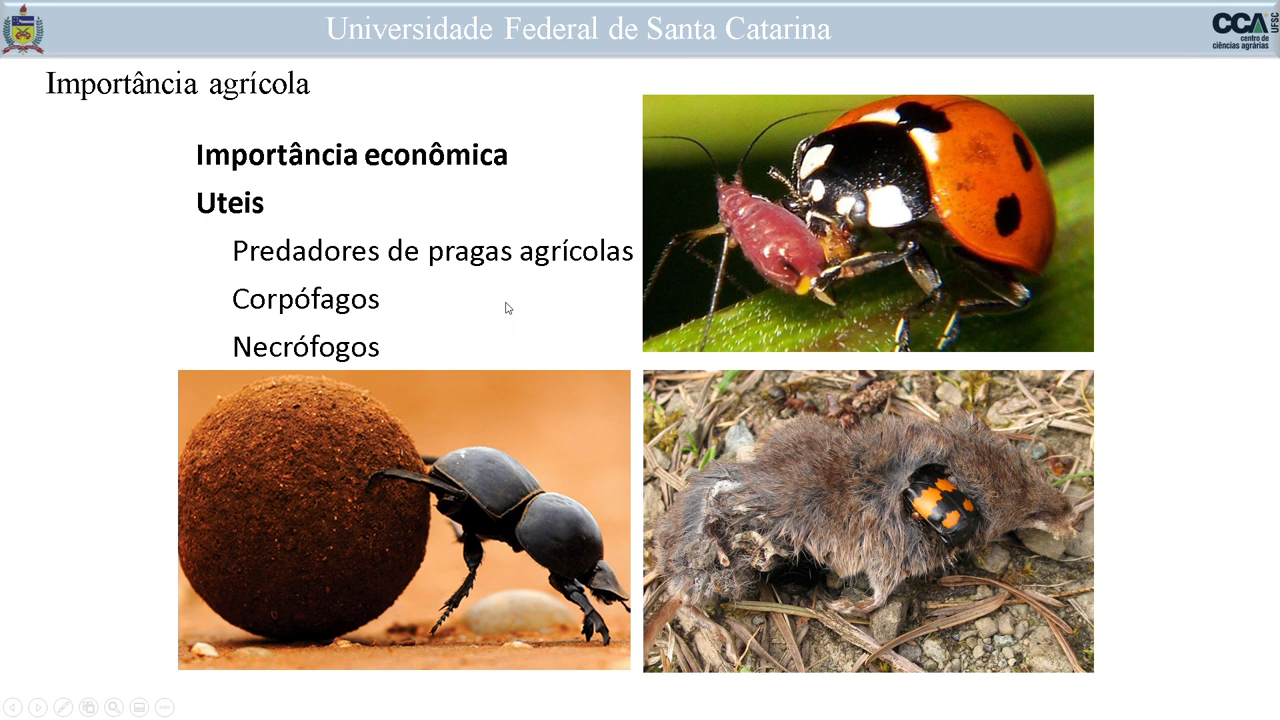 Universidade Federal de Santa Catarina
CCA
UFSC
centro de
ciências agrárias
Importância agrícola
Importância econômica
Uteis
Predadores de pragas agrícolas
Corpófagos
Necrófogos